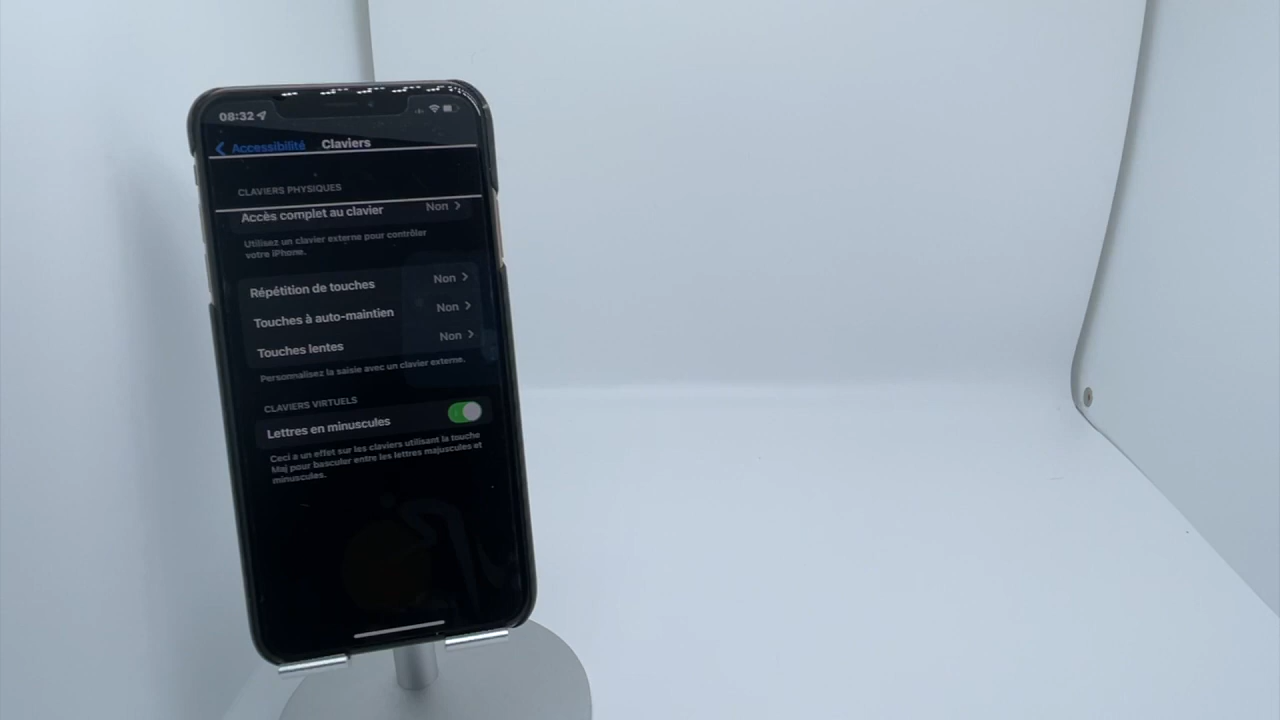 08:32
Accessibilité Claviers
CLAVIERS PHYSIQUES
Accès complet au clavier Non
Utilisez un clavier externe pour contrôler
votre iPhone.
Répétition de touches Non
Touches à auto-maintien Non
Touches lentes Non
Personnalisez la saisie avec un clavier externe.
CLAVIERS VIRTUELS
Lettres en minuscules
Ceci a un effet sur les claviers utilisant la touche
Maj pour basculer entre les lettres majuscules et
minuscules.